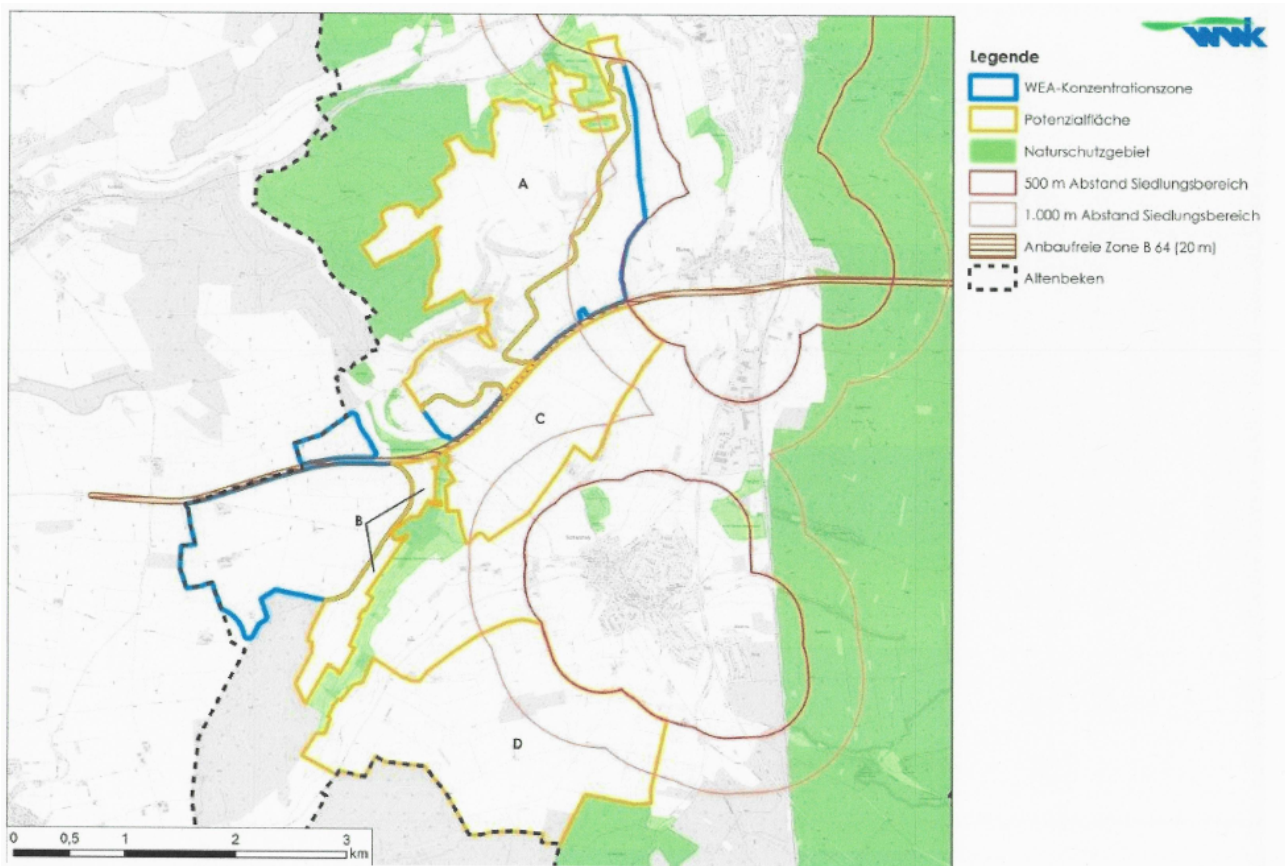 wwk
Legende
WEA-Konzentrationszone
Potenzialfläche
Naturschutzgebiet
500 m Abstand Siedlungsbereich
1.000 m Abstand Siedlungsbereich
Anbaufreie Zone B 64 (20 m)
Altenbeken
A
C
B
D
0 0,5 1 2 3
km